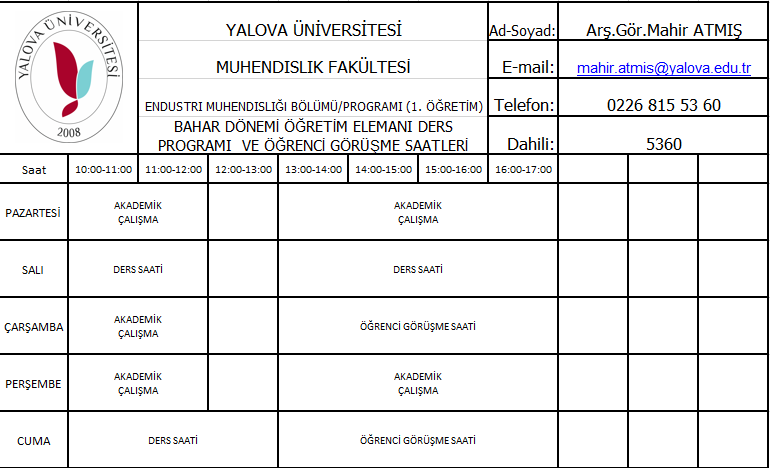 YALOVA ÜNİVERSİTESİ
2008
YALOVA ÜNİVERSİTESİ
MUHENDISLIK FAKÜLTESİ
ENDUSTRI MUHENDISLIĞI BÖLÜMÜ/PROGRAMI (1. ÖĞRETİM)
BAHAR DÖNEMİ ÖĞRETİM ELEMANI DERS
PROGRAMI VE ÖĞRENCİ GÖRÜŞME SAATLERİ
Ad-Soyad: Arş.Gör.Mahir ATMIŞ
E-mail: mahir.atmis@yalova.edu.tr
Telefon: 0226 815 53 60
Dahili: 5360
Saat 10:00-11:00 11:00-12:00 12:00-13:00 13:00-14:00 14:00-15:00 15:00-16:00 16:00-17:00
PAZARTESİ
AKADEMİK
ÇALIŞMA
AKADEMİK
ÇALIŞMA
SALI DERS SAATİ DERS SAATİ
ÇARŞAMBA
AKADEMİK
ÇALIŞMA
ÖĞRENCİ GÖRÜŞME SAATİ
PERŞEMBE
AKADEMİK
ÇALIŞMA
AKADEMİK
ÇALIŞMA
CUMA DERS SAATİ ÖĞRENCİ GÖRÜŞME SAATİ